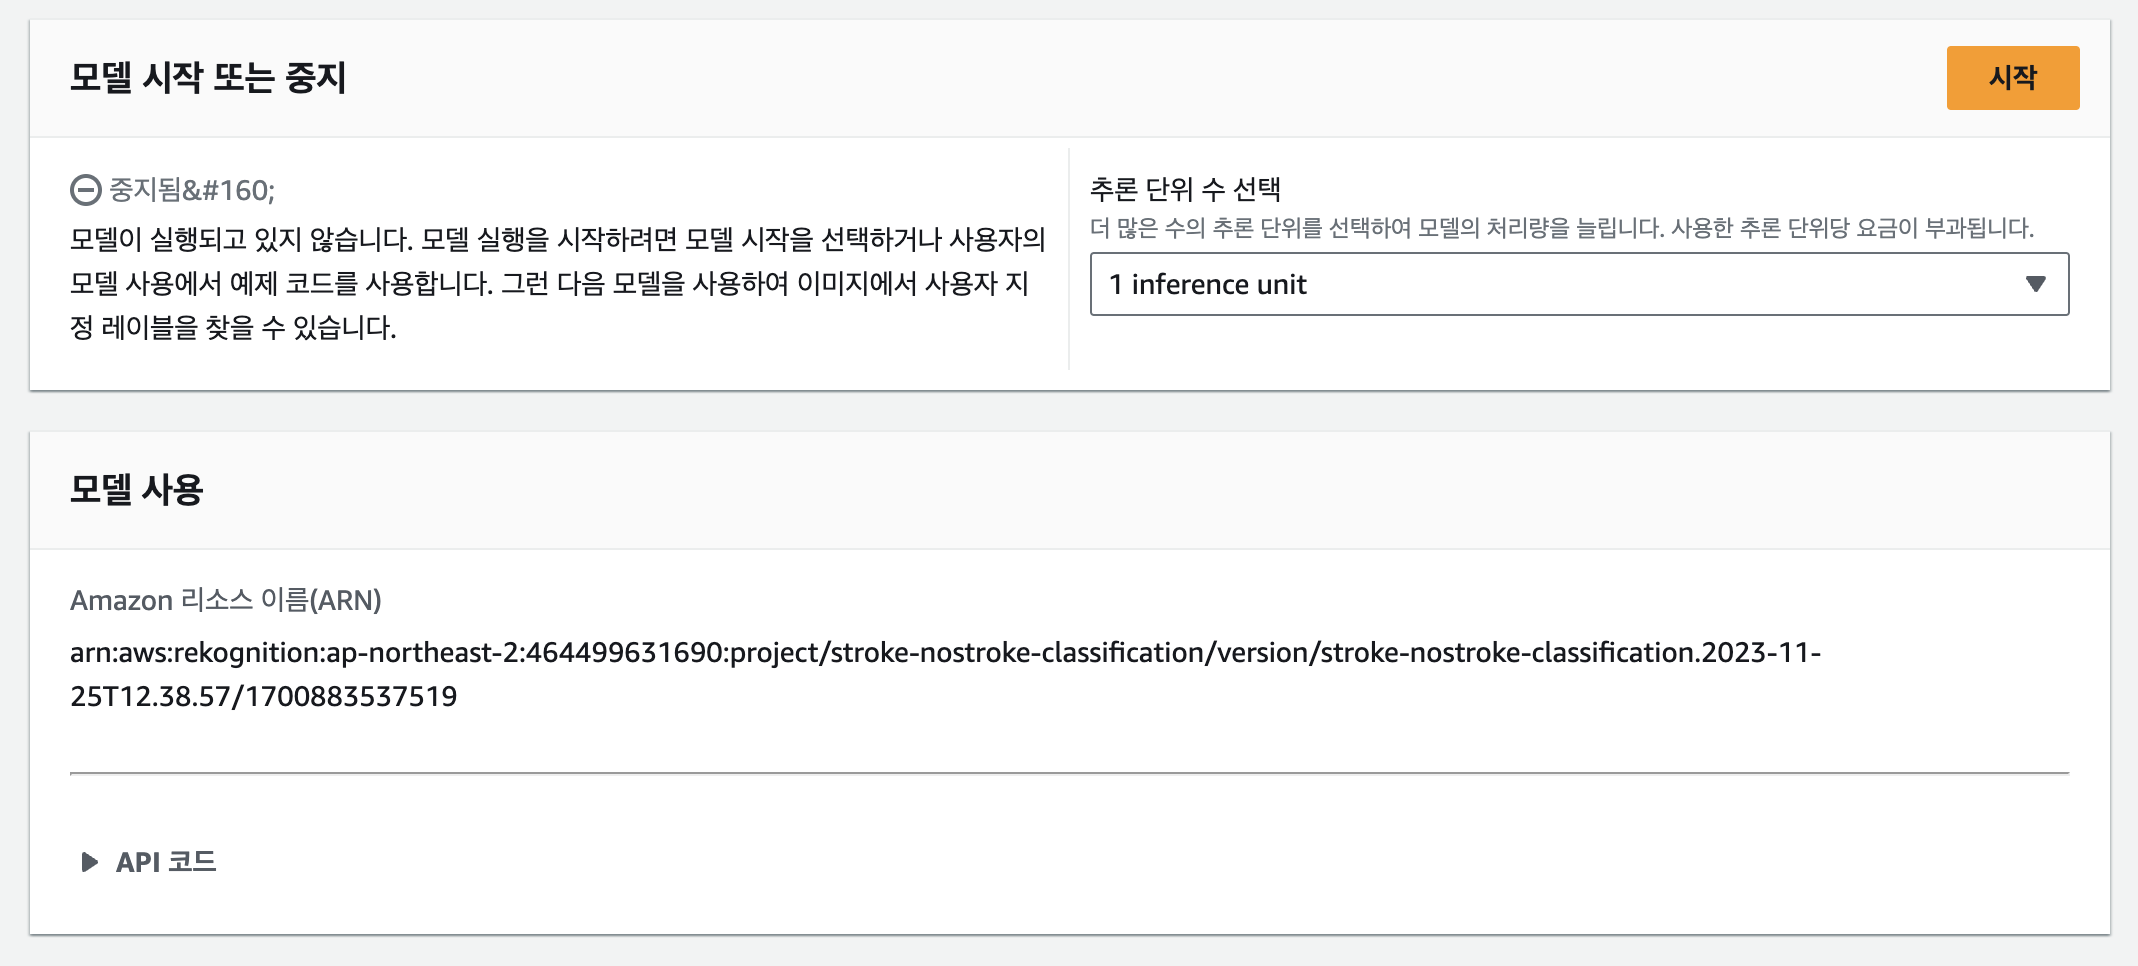 모델 시작 또는 중지
시작
중지됨&#160;
모델이 실행되고 있지 않습니다. 모델 실행을 시작하려면 모델 시작을 선택하거나 사용자의
모델 사용에서 예제 코드를 사용합니다. 그런 다음 모델을 사용하여 이미지에서 사용자 지
정 레이블을 찾을 수 있습니다.
추론 단위 수 선택
더 많은 수의 추론 단위를 선택하여 모델의 처리량을 늘립니다. 사용한 추론 단위당 요금이 부과됩니다.
1 inference unit
모델 사용
Amazon 리소스 이름(ARN)
arn:aws:rekognition:ap-northeast-2:464499631690:project/stroke-nostroke-classification/version/stroke-nostroke-classification.2023-11-
25T12.38.57/1700883537519
API 코드